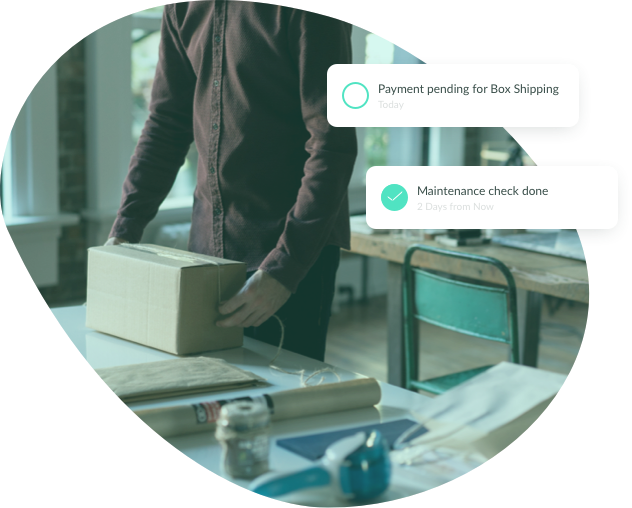 Payment pending for Box Shipping
Today
Maintenance check done
2 Days from Now